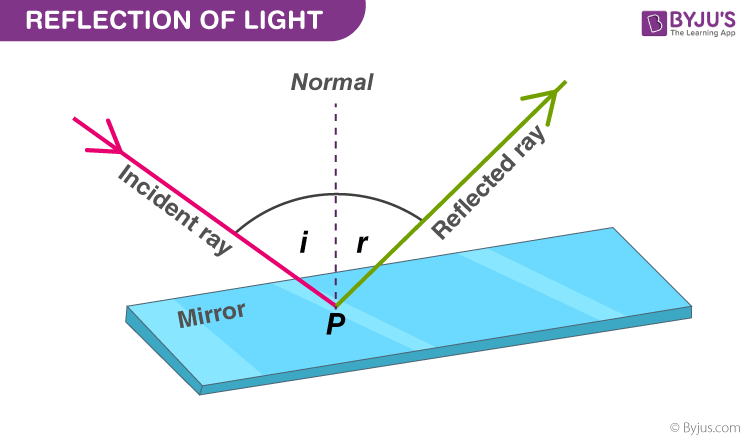 REFLECTION OF LIGHT
BYJU'S
The Learning App
Normal
Incident ray
Reflected ray
i
r
Mirror
P
© Byjus.com